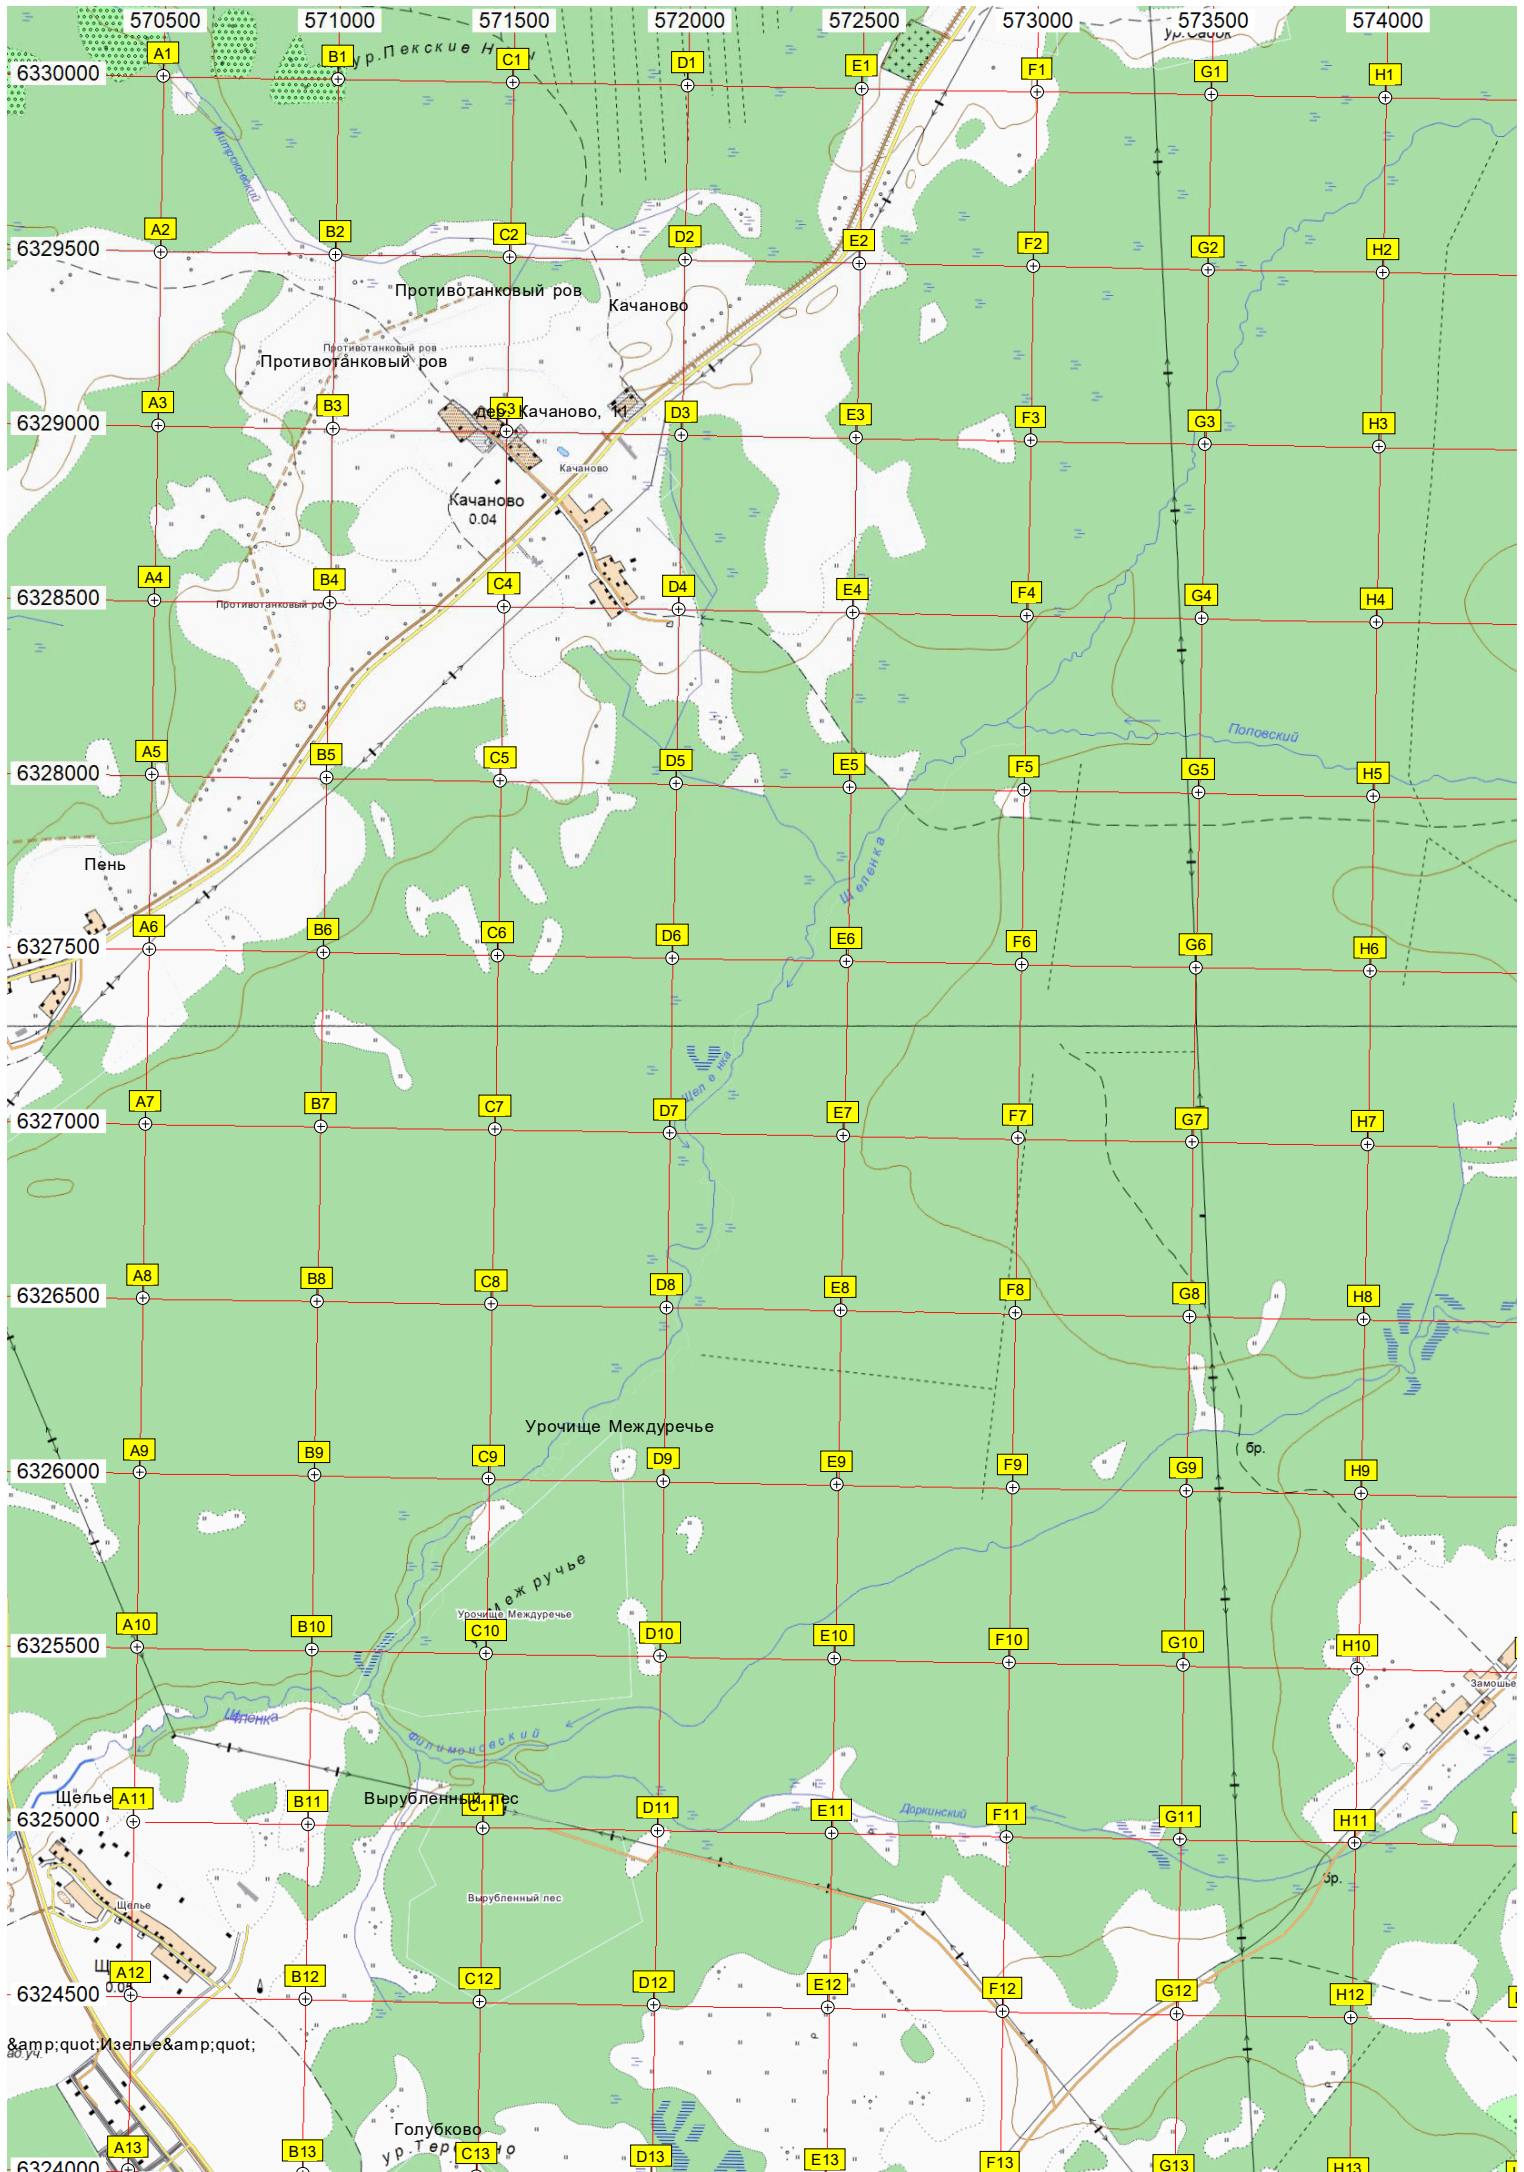 570500 571000 571500 572000 572500 573000 573500 574000
ур.Пекские Н
ур.Садок
A1 B1 C1 D1 E1 F1 G1 H1
6330000
Митроковский
A2 B2 C2 D2 E2 F2 G2 H2
6329500
Противотанковый ров
Качаново
Противотанковый ров
Противотанковый ров
A3 B3 C3 D3 E3 F3 G3 H3
дер. Качаново, 11
6329000
Качаново
Качаново
0.04
A4 B4 C4 D4 E4 F4 G4 H4
6328500
Противотанковый ро
Поповский
A5 B5 C5 D5 E5 F5 G5 H5
6328000
Пень
Щеленка
A6 B6 C6 D6 E6 F6 G6 H6
6327500
A7 B7 C7 D7 E7 F7 G7 H7
6327000
A8 B8 C8 D8 E8 F8 G8 H8
6326500
Урочище Междуречье
бр.
A9 B9 C9 D9 E9 F9 G9 H9
6326000
Урочище Междуречье
A10 B10 C10 D10 E10 F10 G10 H10
6325500
Замошье
Филимоновский
Щелье
Вырубленный лес
A11 B11 C11 D11 E11 F11 G11 H11
Доркинский
6325000
бр.
Вырубленный лес
Щелье
A12 B12 C12 D12 E12 F12 G12 H12
6324500
&amp;quot;Изелье&amp;quot;
Голубково
A13 B13 C13 D13 E13 F13 G13 H13
6324000